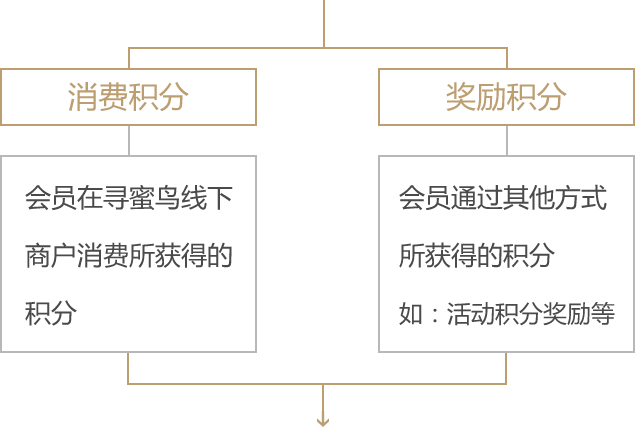 消费积分
会员在寻蜜鸟线下
商户消费所获得的
积分
奖励积分
会员通过其他方式
所获得的积分
如：活动积分奖励等